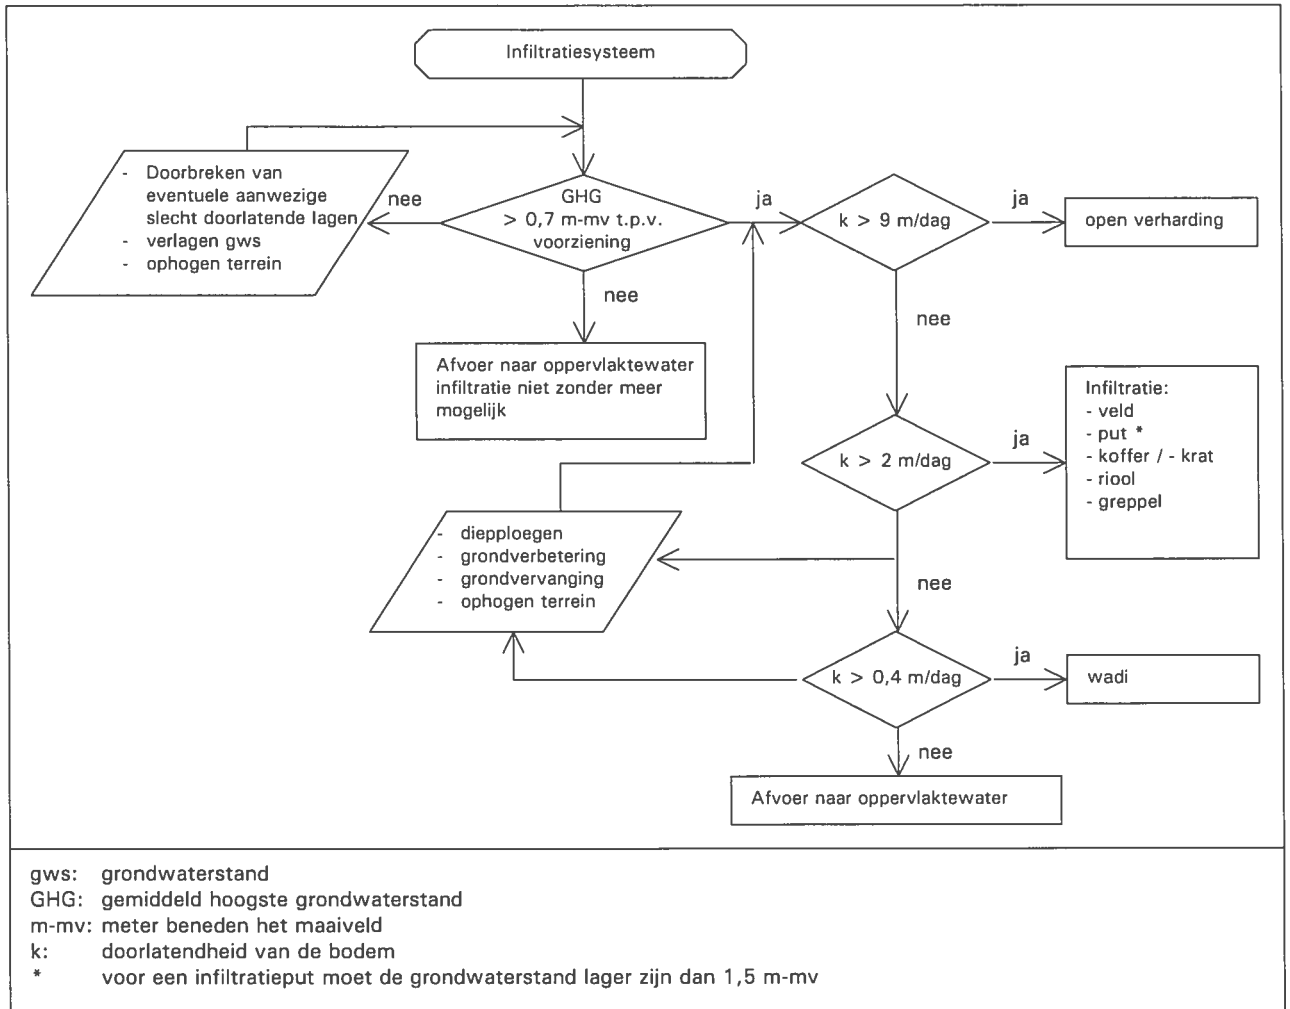 Infiltratiesysteem
- Doorbreken van
eventuele aanwezige
slecht doorlatende lagen
- verlagen gws
- ophogen terrein
nee
GHG
> 0,7 m-mv t.p.v.
voorziening
ja
k > 9 m/dag
ja
open verharding
nee
nee
Afvoer naar oppervlaktewater
infiltratie niet zonder meer
mogelijk
k > 2 m/dag
ja
Infiltratie:
- veld
- put *
- koffer / - krat
- riool
- greppel
- diepploegen
- grondverbetering
- grondvervanging
- ophogen terrein
nee
k > 0,4 m/dag
ja
wadi
nee
Afvoer naar oppervlaktewater
gws: grondwaterstand
GHG: gemiddeld hoogste grondwaterstand
m-mv: meter beneden het maaiveld
k: doorlatendheid van de bodem
* voor een infiltratieput moet de grondwaterstand lager zijn dan 1,5 m-mv